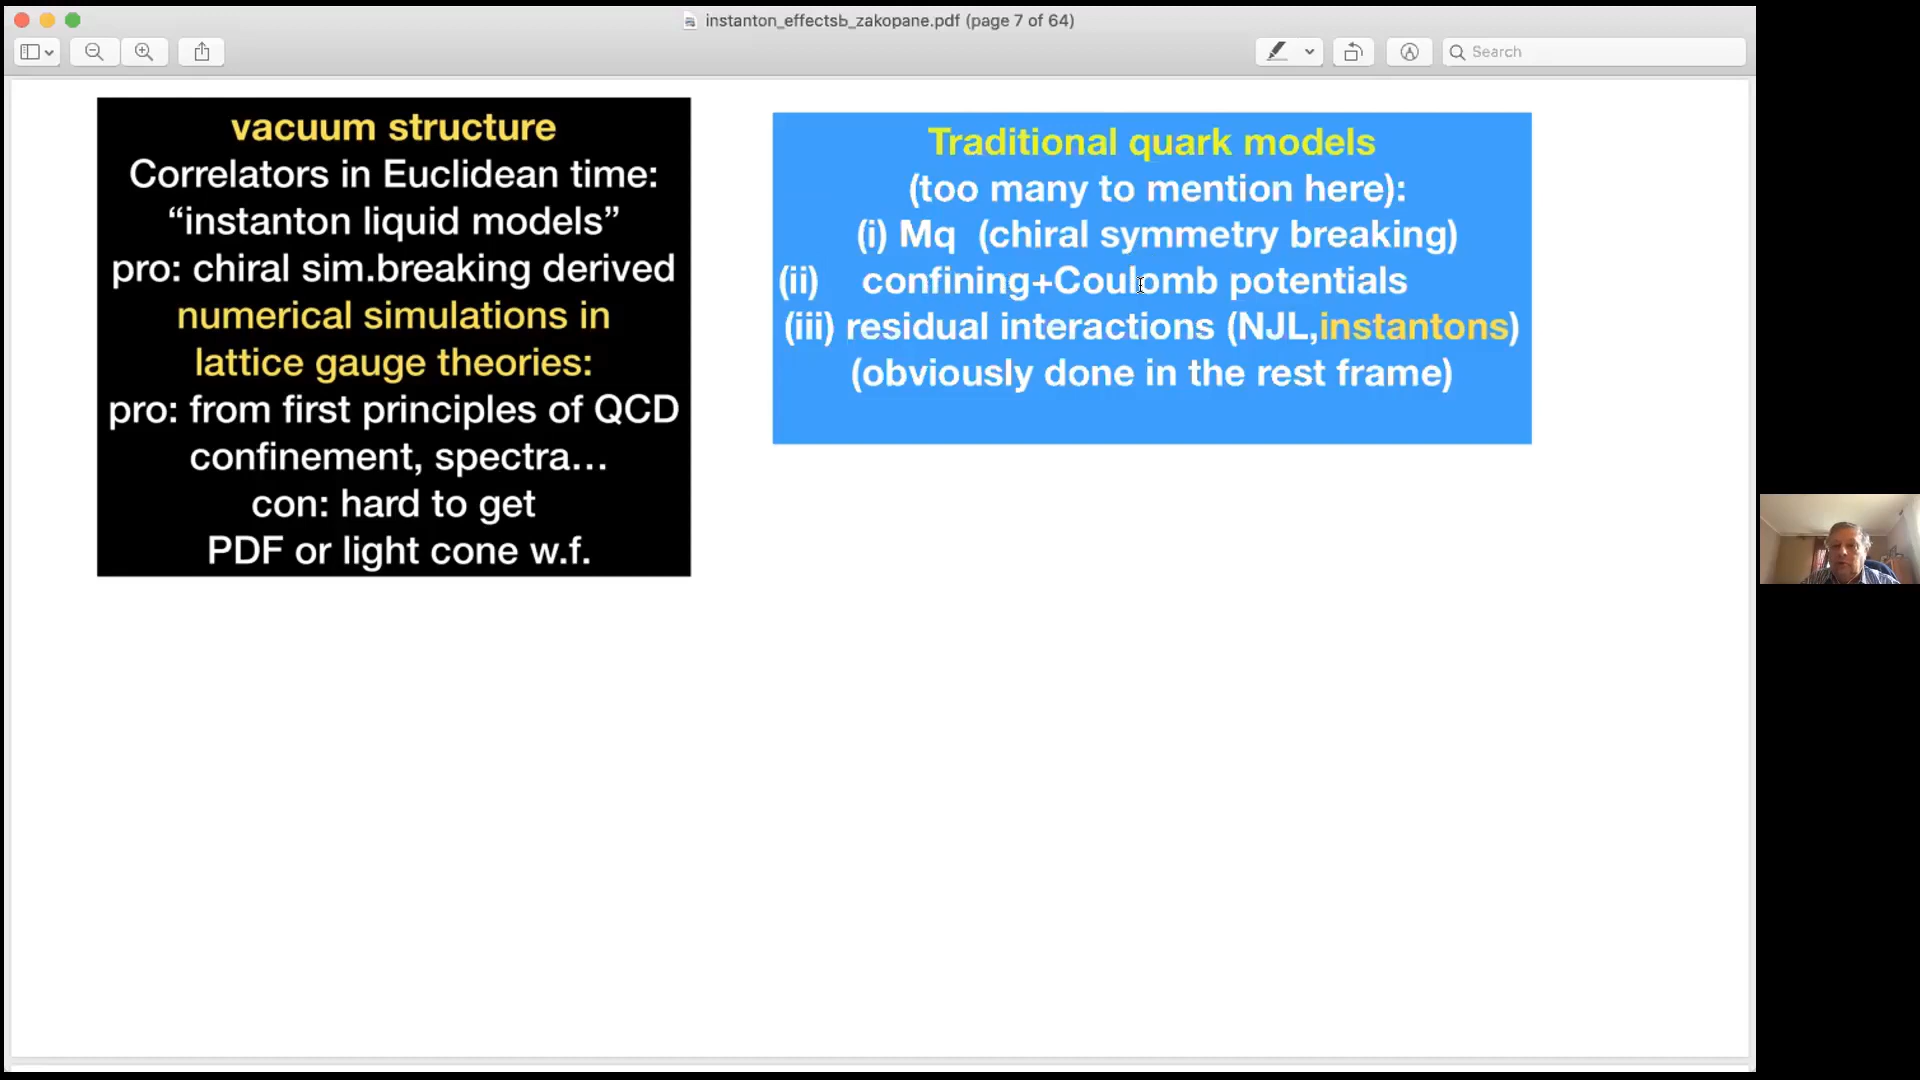 instanton_effectsb_zakopane.pdf (page 7 of 64)
Search
vacuum structure
Correlators in Euclidean time:
“instanton liquid models”
pro: chiral sim.breaking derived
numerical simulations in
lattice gauge theories:
pro: from first principles of QCD
confinement, spectra...
con: hard to get
PDF or light cone w.f.
Traditional quark models
(too many to mention here):
(i) Mq (chiral symmetry breaking)
(ii) confining+Coulomb potentials
(iii) residual interactions (NJL,instantons)
(obviously done in the rest frame)